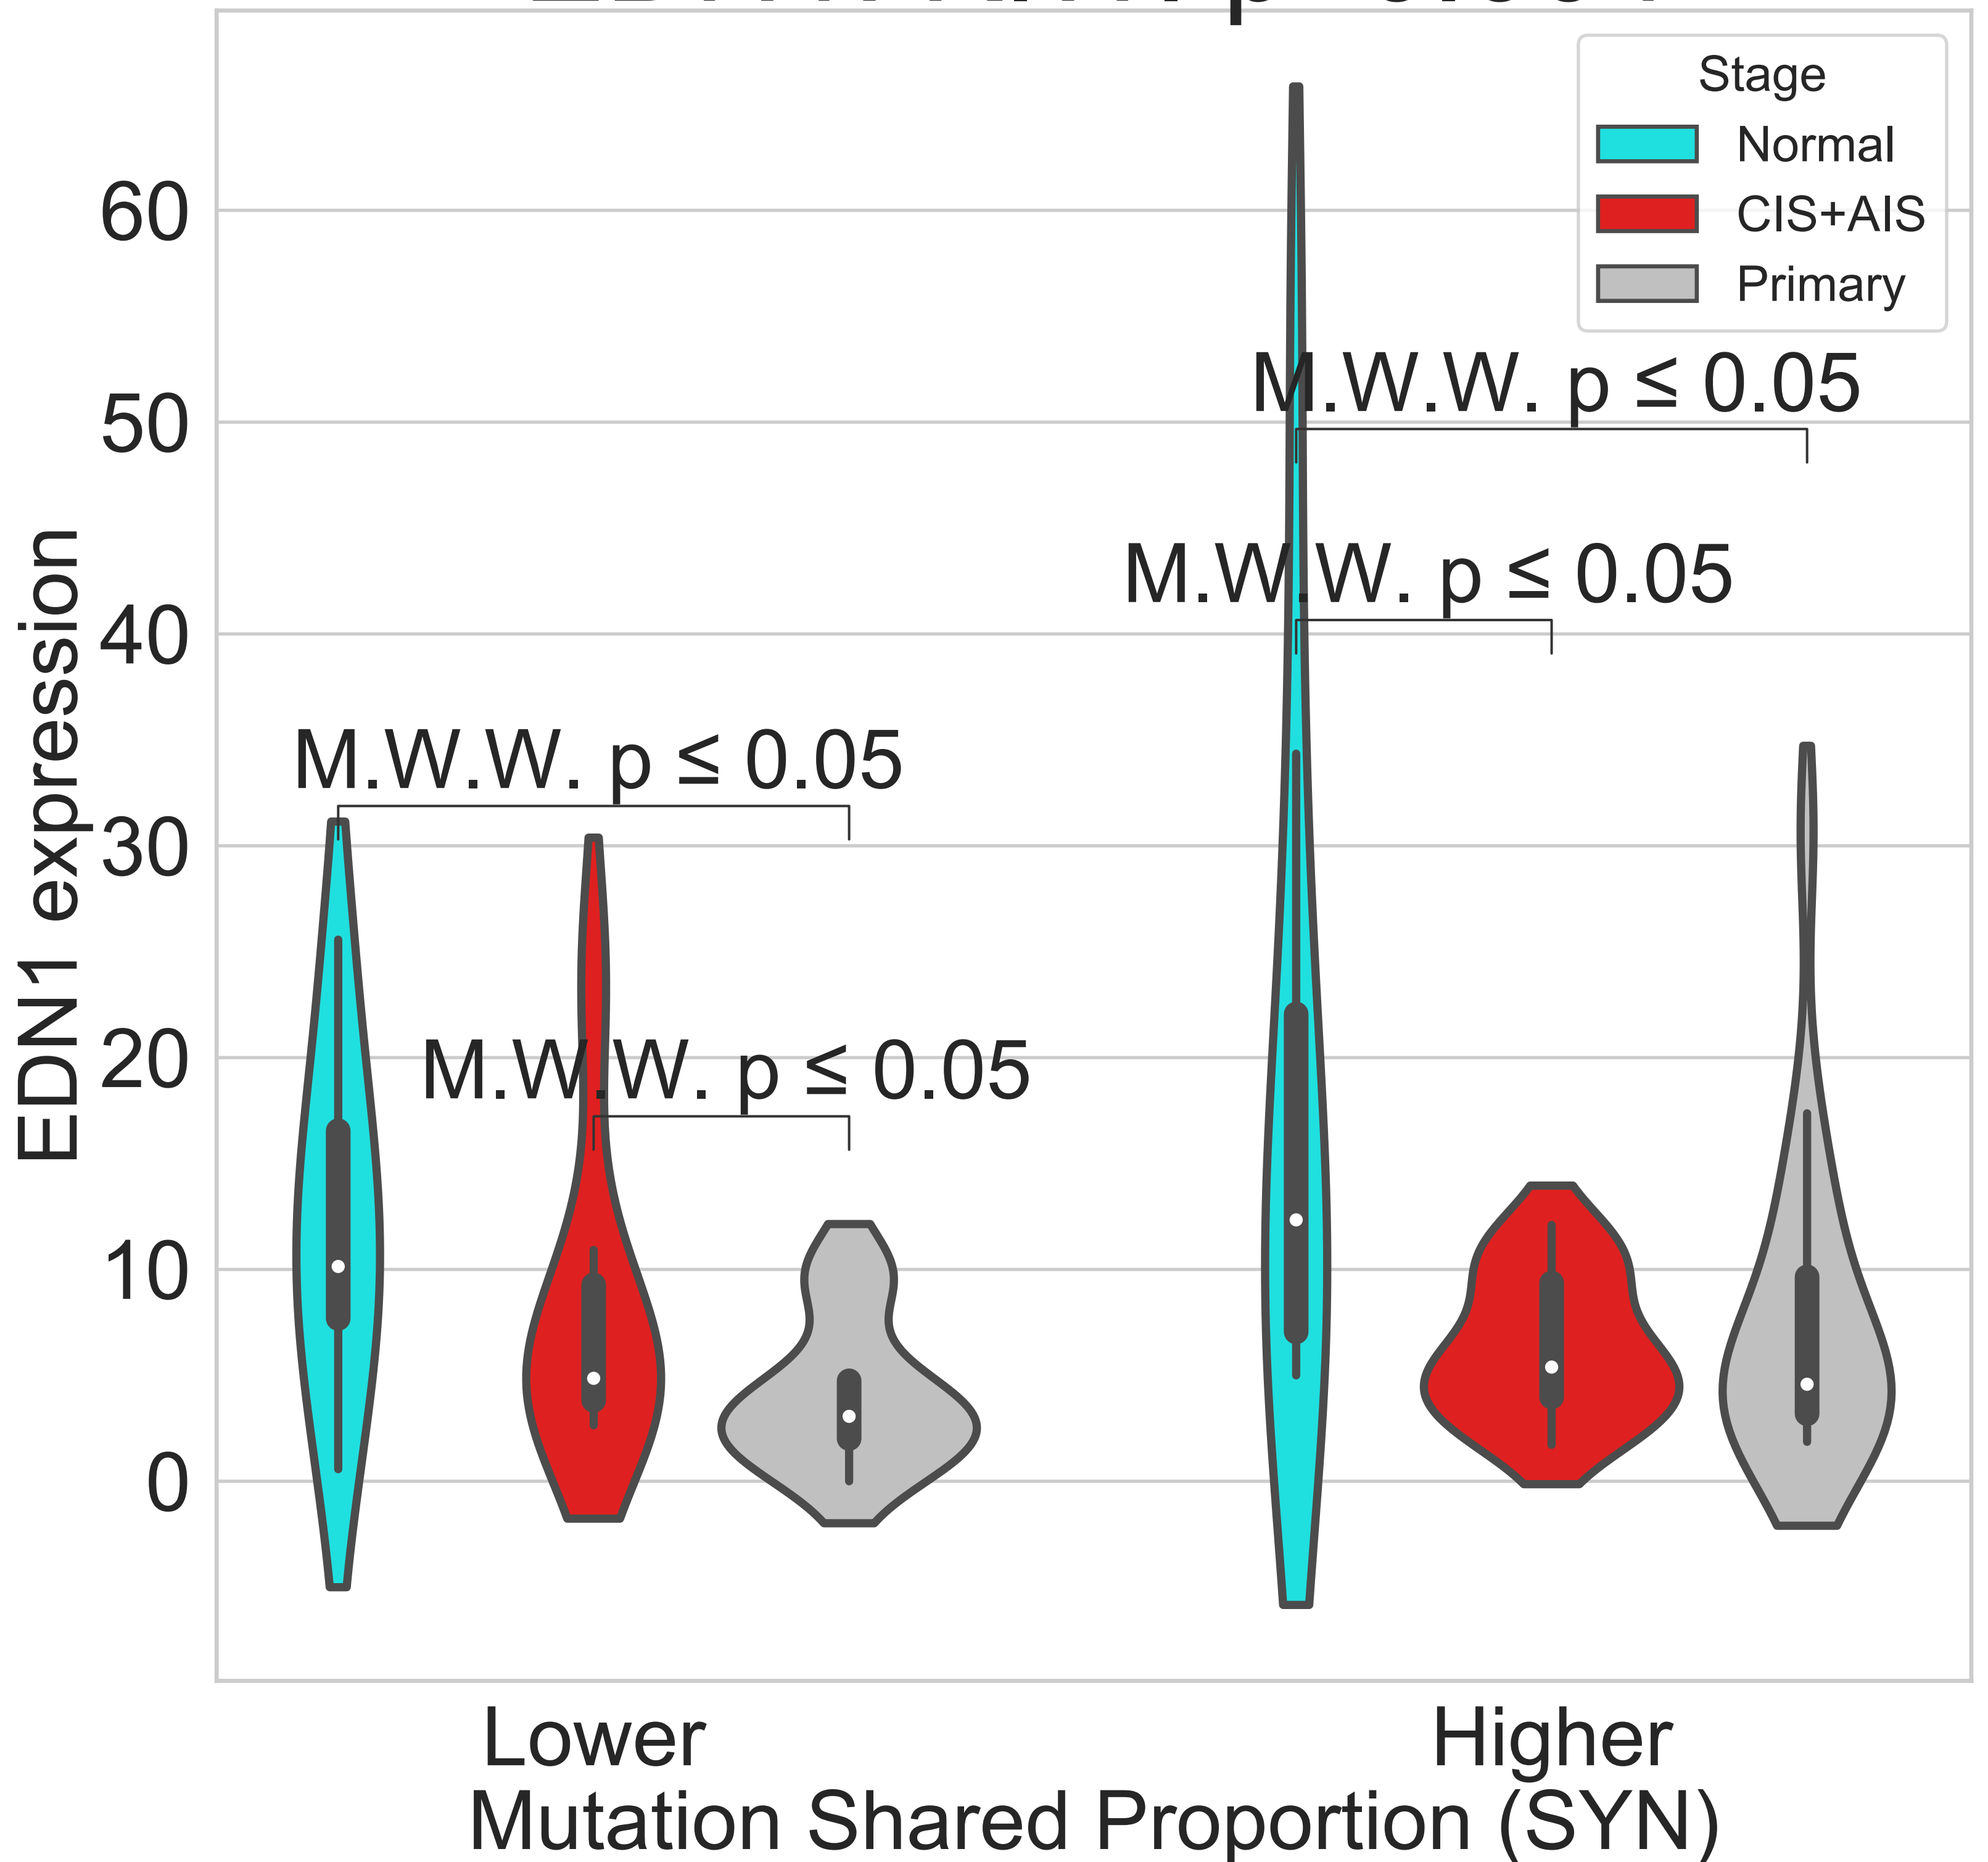 Stage
Normal
CIS+AIS
Primary
60
50
40
30
20
10
0
EDN1 expression
M.W.W. p ≤ 0.05
M.W.W. p ≤ 0.05
M.W.W. p ≤ 0.05
M.W.W. p ≤ 0.05
Lower
Higher
Mutation Shared Proportion (SYN)